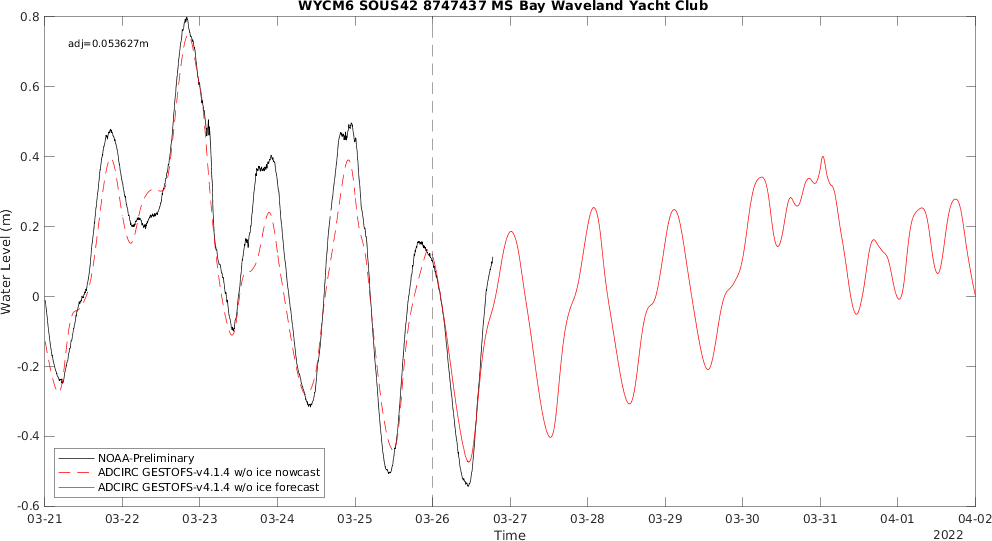 WYCM6 SOUS42 8747437 MS Bay Waveland Yacht Club
adj=0.053627m
0.8
0.6
0.4
0.2
0
-0.2
-0.4
-0.6
Water Level (m)
NOAA-Preliminary
ADCIRC GESTOFS-v4.1.4 w/o ice nowcast
ADCIRC GESTOFS-v4.1.4 w/o ice forecast
03-21 03-22 03-23 03-24 03-25 03-26 03-27 03-28 03-29 03-30 03-31 04-01 04-02
Time
2022